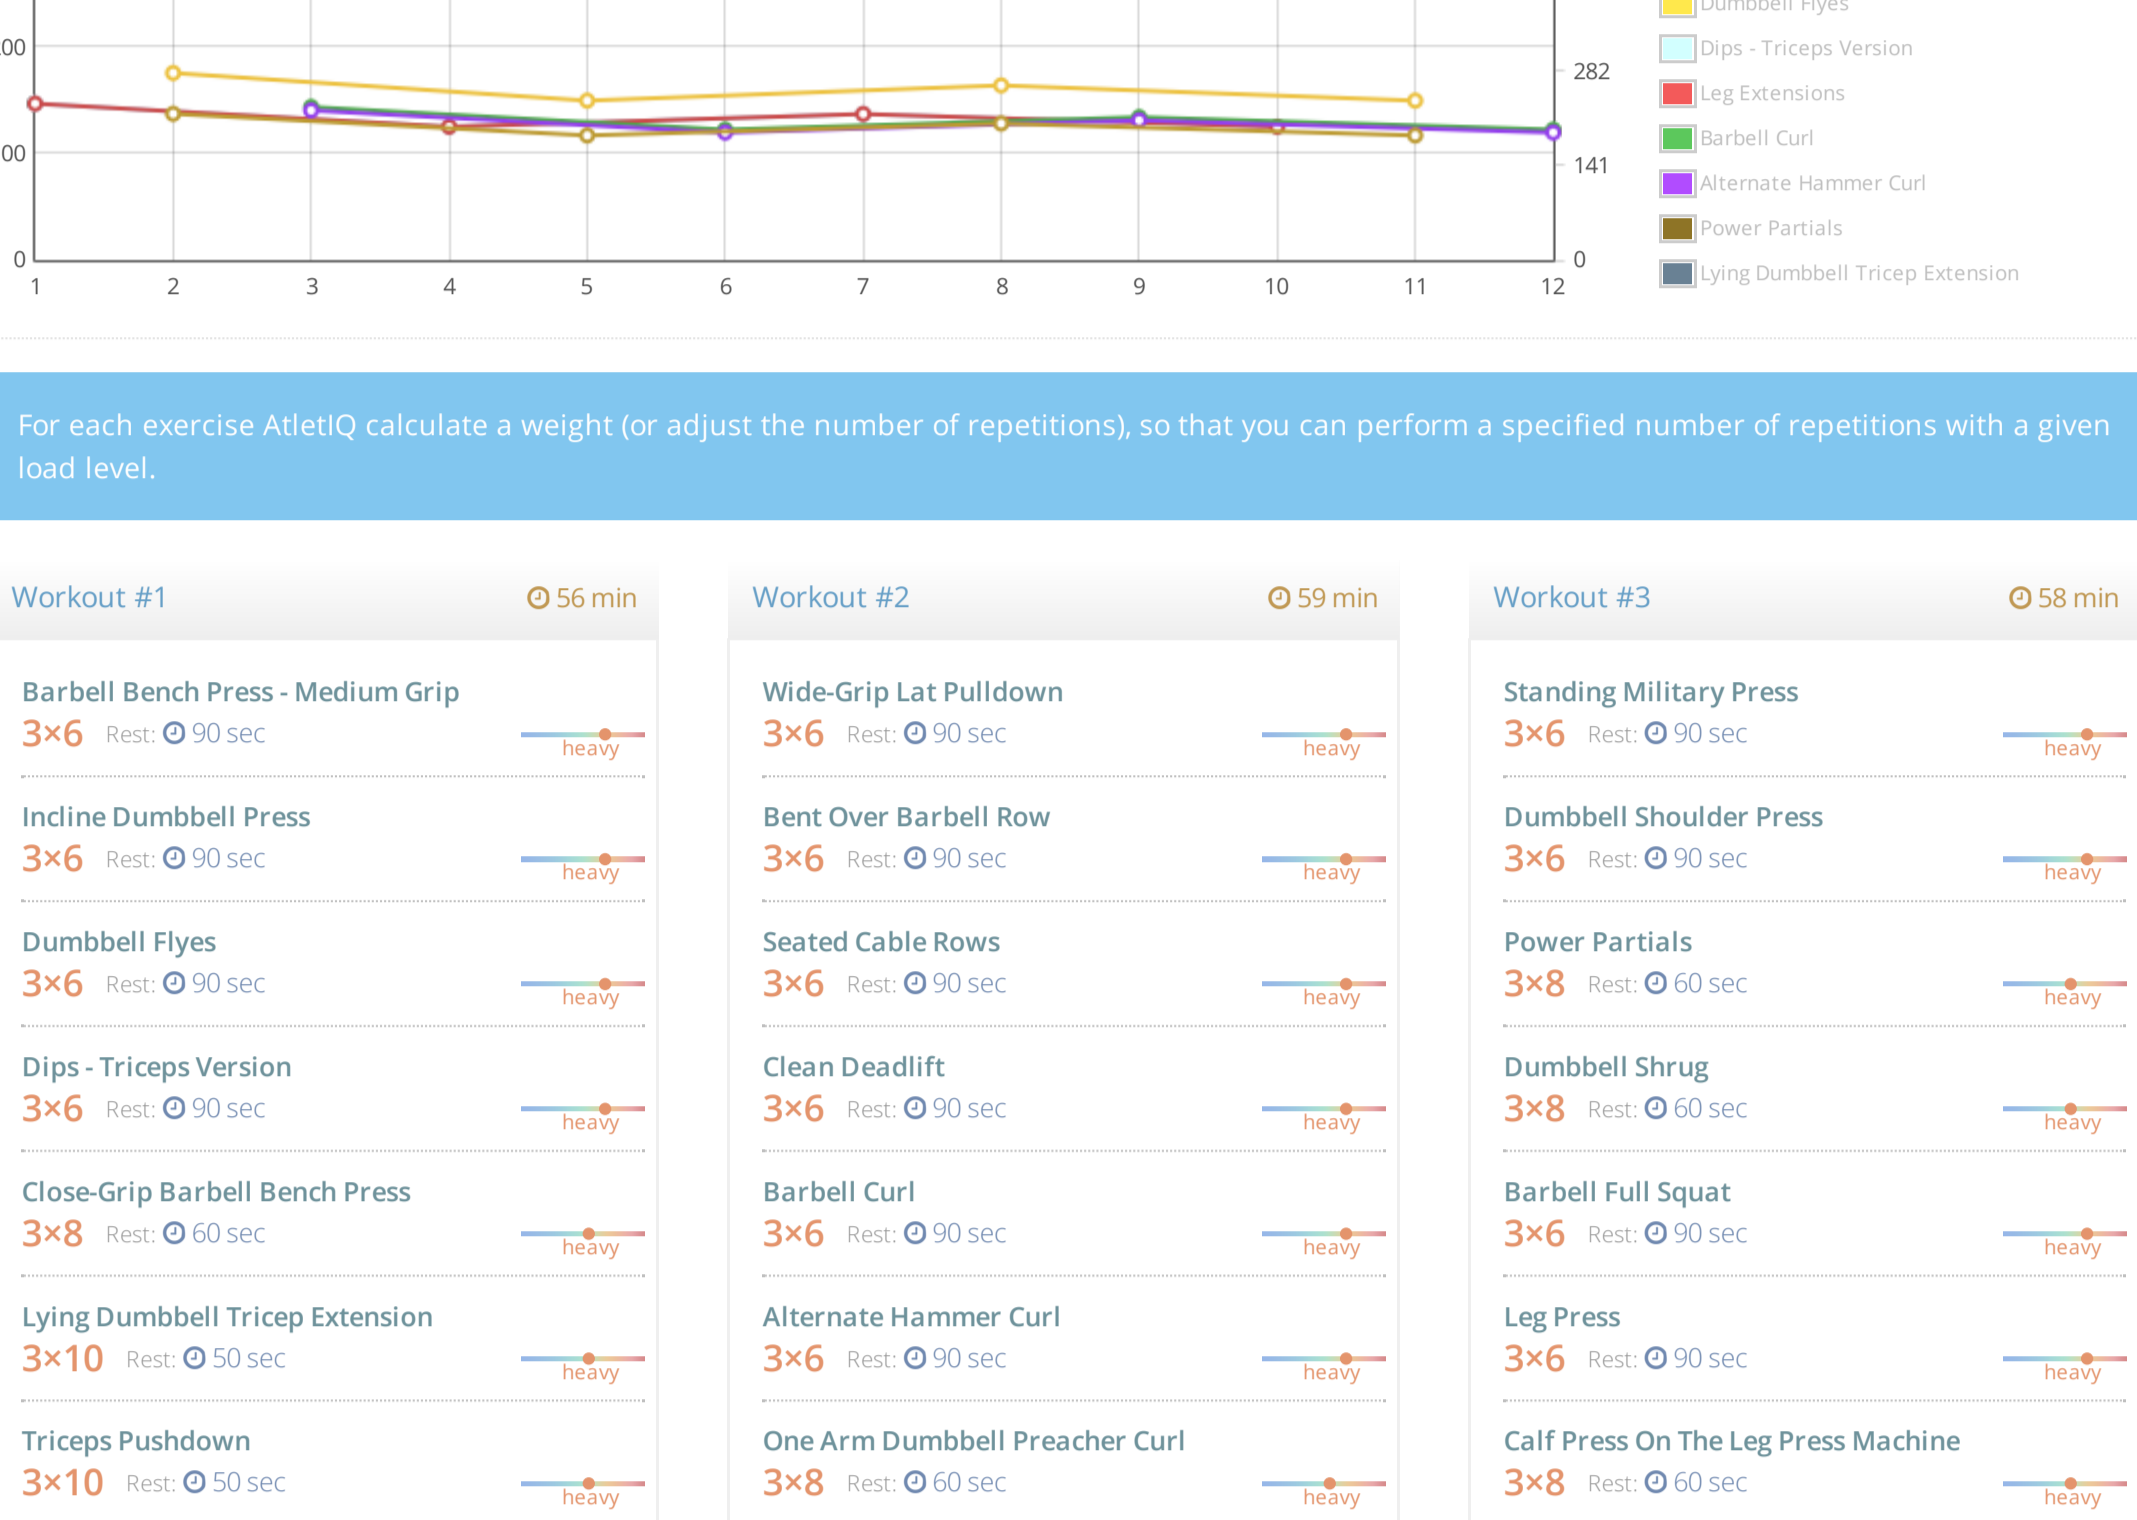 Dumbbell Flyes
00
282
Dips - Triceps Version
Leg Extensions
Barbell Curl
00
141
Alternate Hammer Curl
Power Partials
0
0
Lying Dumbbell Tricep Extension
1 2 3 4 5 6 7 8 9 10 11 12
For each exercise AtletIQ calculate a weight (or adjust the number of repetitions), so that you can perform a specified number of repetitions with a given
load level.
Workout #1 56 min
Barbell Bench Press - Medium Grip
3×6 Rest: 90 sec
heavy
Incline Dumbbell Press
3×6 Rest: 90 sec
heavy
Dumbbell Flyes
3×6 Rest: 90 sec
heavy
Dips - Triceps Version
3×6 Rest: 90 sec
heavy
Close-Grip Barbell Bench Press
3×8 Rest: 60 sec
heavy
Lying Dumbbell Tricep Extension
3×10 Rest: 50 sec
heavy
Triceps Pushdown
3×10 Rest: 50 sec
heavy
Workout #2 59 min
Wide-Grip Lat Pulldown
3×6 Rest: 90 sec
heavy
Bent Over Barbell Row
3×6 Rest: 90 sec
heavy
Seated Cable Rows
3×6 Rest: 90 sec
heavy
Clean Deadlift
3×6 Rest: 90 sec
heavy
Barbell Curl
3×6 Rest: 90 sec
heavy
Alternate Hammer Curl
3×6 Rest: 90 sec
heavy
One Arm Dumbbell Preacher Curl
3×8 Rest: 60 sec
heavy
Workout #3 58 min
Standing Military Press
3×6 Rest: 90 sec
heavy
Dumbbell Shoulder Press
3×6 Rest: 90 sec
heavy
Power Partials
3×8 Rest: 60 sec
heavy
Dumbbell Shrug
3×8 Rest: 60 sec
heavy
Barbell Full Squat
3×6 Rest: 90 sec
heavy
Leg Press
3×6 Rest: 90 sec
heavy
Calf Press On The Leg Press Machine
3×8 Rest: 60 sec
heavy